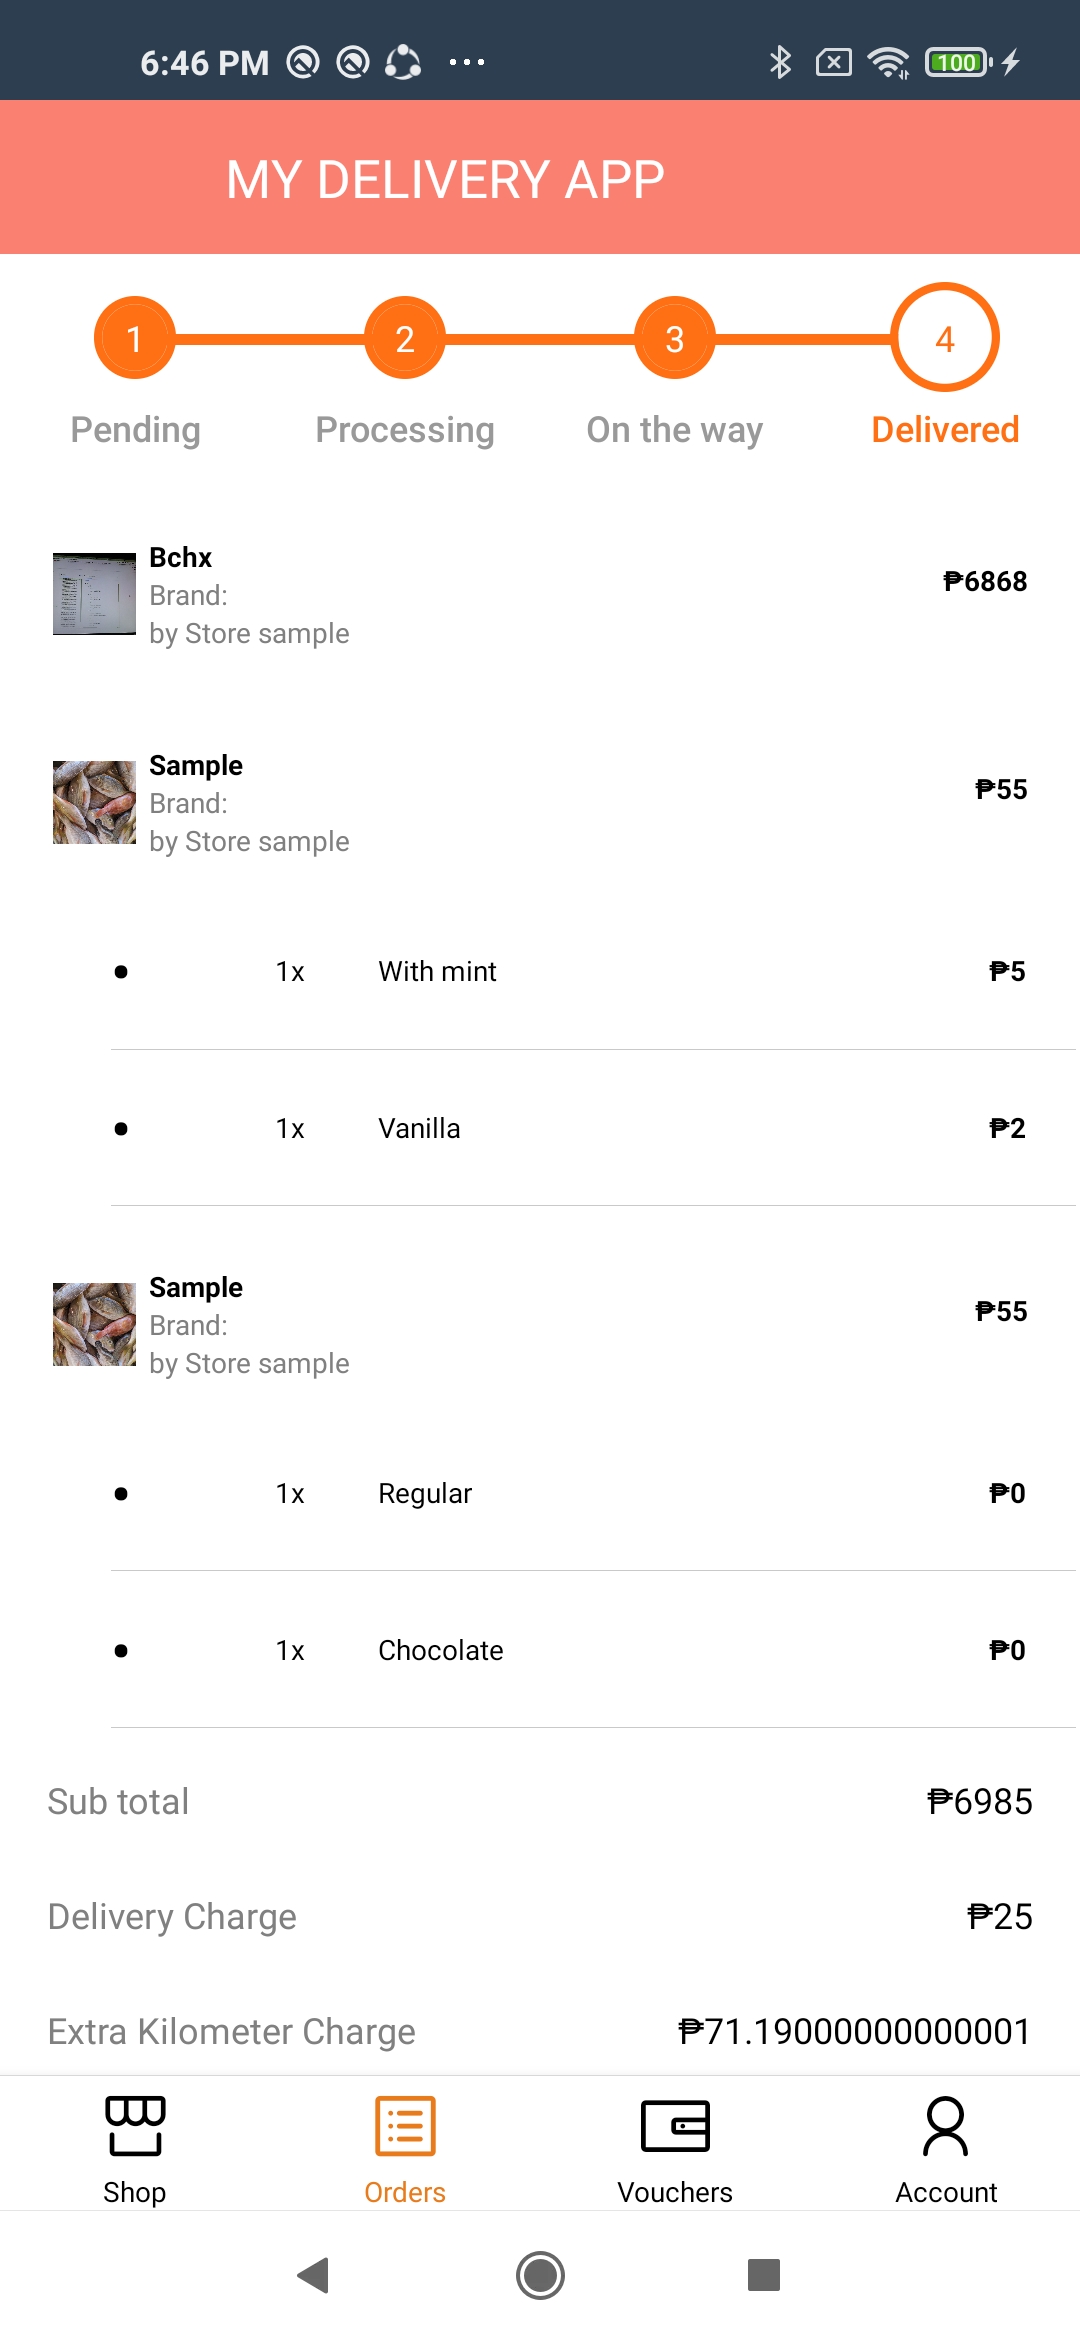 6:46 PM
100
MY DELIVERY APP
1 2 3 4
Pending Processing On the way Delivered
Bchx
Brand:
by Store sample
₱6868
Sample
Brand:
by Store sample
₱55
• 1x With mint ₱5
• 1x Vanilla ₱2
Sample
Brand:
by Store sample
₱55
• 1x Regular ₱0
• 1x Chocolate ₱0
Sub total ₱6985
Delivery Charge ₱25
Extra Kilometer Charge ₱71.19000000000001
Shop Orders Vouchers Account